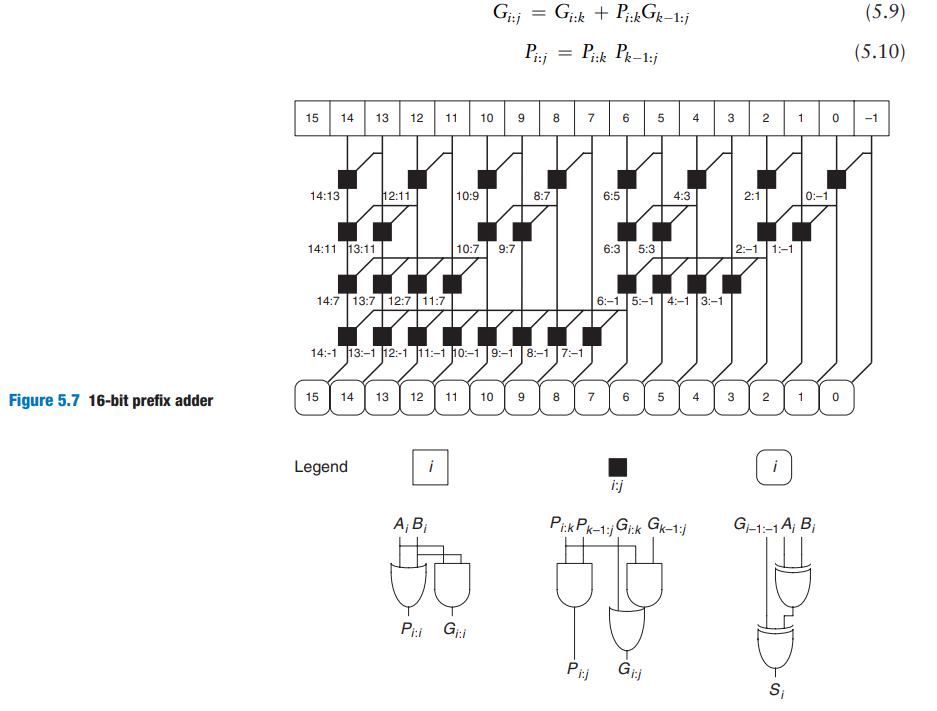 G_{i:j} = G_{i:k} + P_{i:k}G_{k−1:j} (5.9)
P_{i:j} = P_{i:k} P_{k−1:j} (5.10)
15 14 13 12 11 10 9 8 7 6 5 4 3 2 1 0 −1
14:13 12:11 10:9 8:7 6:5 4:3 2:1 0:−1
14:11 13:11 10:7 9:7 6:3 5:3 2:−1 1:−1
14:7 13:7 12:7 11:7 6:−1 5:−1 4:−1 3:−1
14:-1 13:−1 12:-1 11:−1 10:−1 9:−1 8:−1 7:−1
15 14 13 12 11 10 9 8 7 6 5 4 3 2 1 0
Figure 5.7 16-bit prefix adder
Legend i i:j i
A_i B_i P_{i:k} P_{k−1:j} G_{i:k} G_{k−1:j} G_{i−1:−1} A_i B_i
P_{i:i} G_{i:i} P_{i:j} G_{i:j} S_i